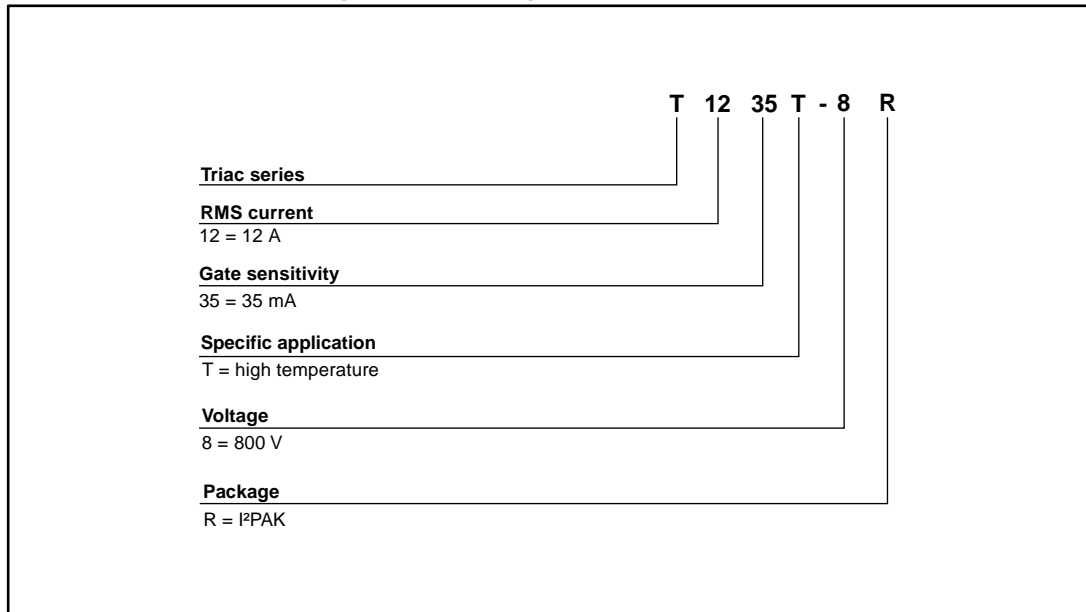 T 12 35 T - 8 R
Triac series
RMS current
12 = 12 A
Gate sensitivity
35 = 35 mA
Specific application
T = high temperature
Voltage
8 = 800 V
Package
R = I²PAK